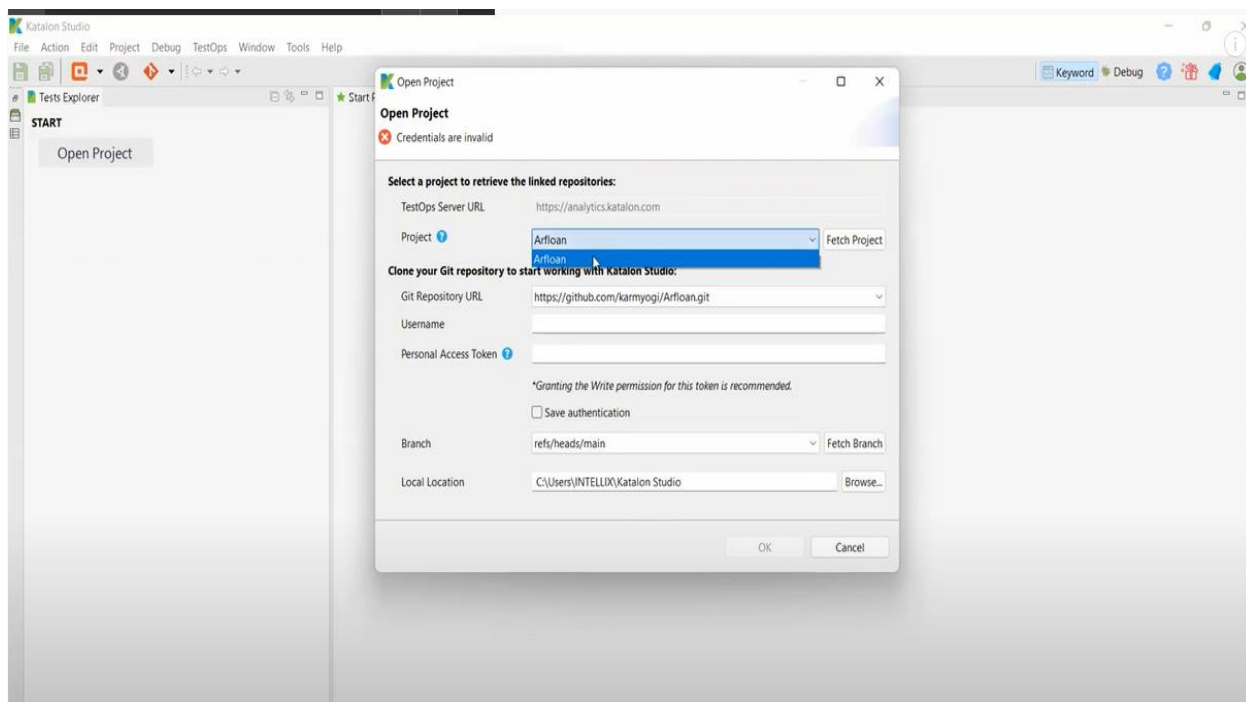 Katalon Studio
File Action Edit Project Debug TestOps Window Tools Help
Keyword Debug
Tests Explorer
Start
START
Open Project
Open Project
Open Project
Credentials are invalid
Select a project to retrieve the linked repositories:
TestOps Server URL https://analytics.katalon.com
Project Arfloan Fetch Project
Arfloan
Clone your Git repository to start working with Katalon Studio:
Git Repository URL https://github.com/karmyogi/Arfloan.git
Username
Personal Access Token
*Granting the Write permission for this token is recommended.
Save authentication
Branch refs/heads/main Fetch Branch
Local Location C:\Users\INTELLIX\Katalon Studio Browse...
OK Cancel